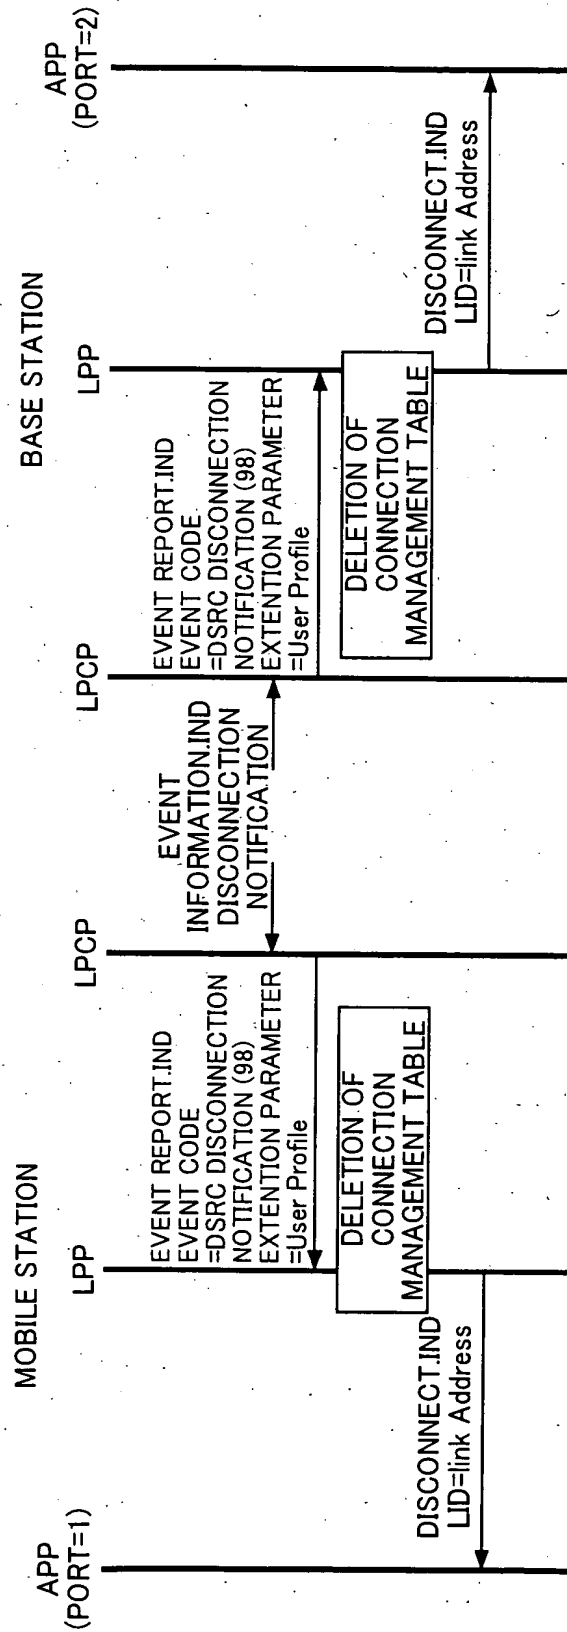 MOBILE STATION
BASE STATION
APP
(PORT=1)
LPP
LPCP
LPCP
LPP
APP
(PORT=2)
EVENT REPORT.IND
EVENT CODE
=DSRC DISCONNECTION
NOTIFICATION (98)
EXTENTION PARAMETER
=User Profile
EVENT
INFORMATION.IND
DISCONNECTION
NOTIFICATION
EVENT REPORT.IND
EVENT CODE
=DSRC DISCONNECTION
NOTIFICATION (98)
EXTENTION PARAMETER
=User Profile
DELETION OF
CONNECTION
MANAGEMENT TABLE
DELETION OF
CONNECTION
MANAGEMENT TABLE
DISCONNECT.IND
LID=link Address
DISCONNECT.IND
LID=link Address